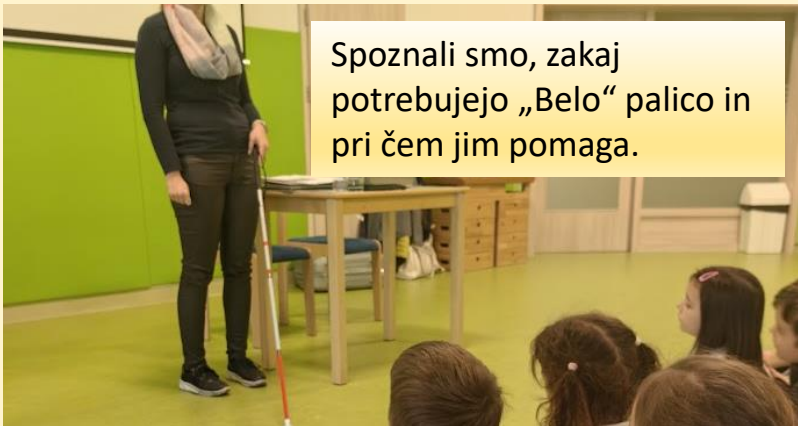 Spoznali smo, zakaj
potrebujejo „Belo“ palico in
pri čem jim pomaga.